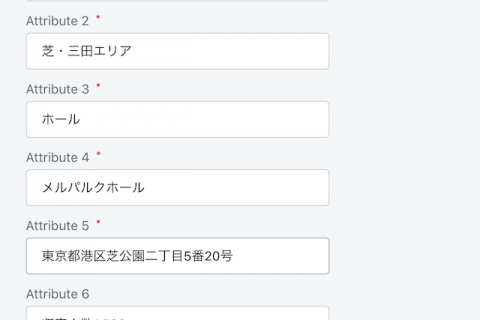 Attribute 2 *
芝・三田エリア
Attribute 3 *
ホール
Attribute 4 *
メルパルクホール
Attribute 5 *
東京都港区芝公園二丁目5番20号
Attribute 6